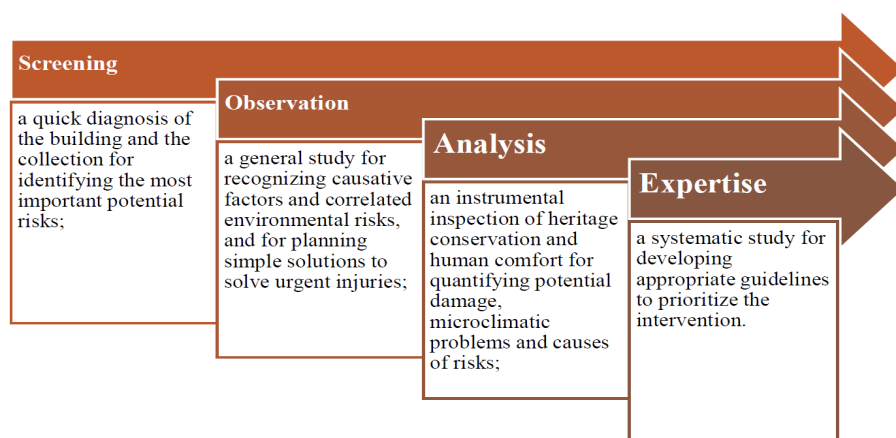 Screening
a quick diagnosis of
the building and the
collection for
identifying the most
important potential
risks;
Observation
a general study for
recognizing causative
factors and correlated
environmental risks,
and for planning
simple solutions to
solve urgent injuries;
Analysis
an instrumental
inspection of heritage
conservation and
human comfort for
quantifying potential
damage,
microclimatic
problems and causes
of risks;
Expertise
a systematic study for
developing
appropriate guidelines
to prioritize the
intervention.